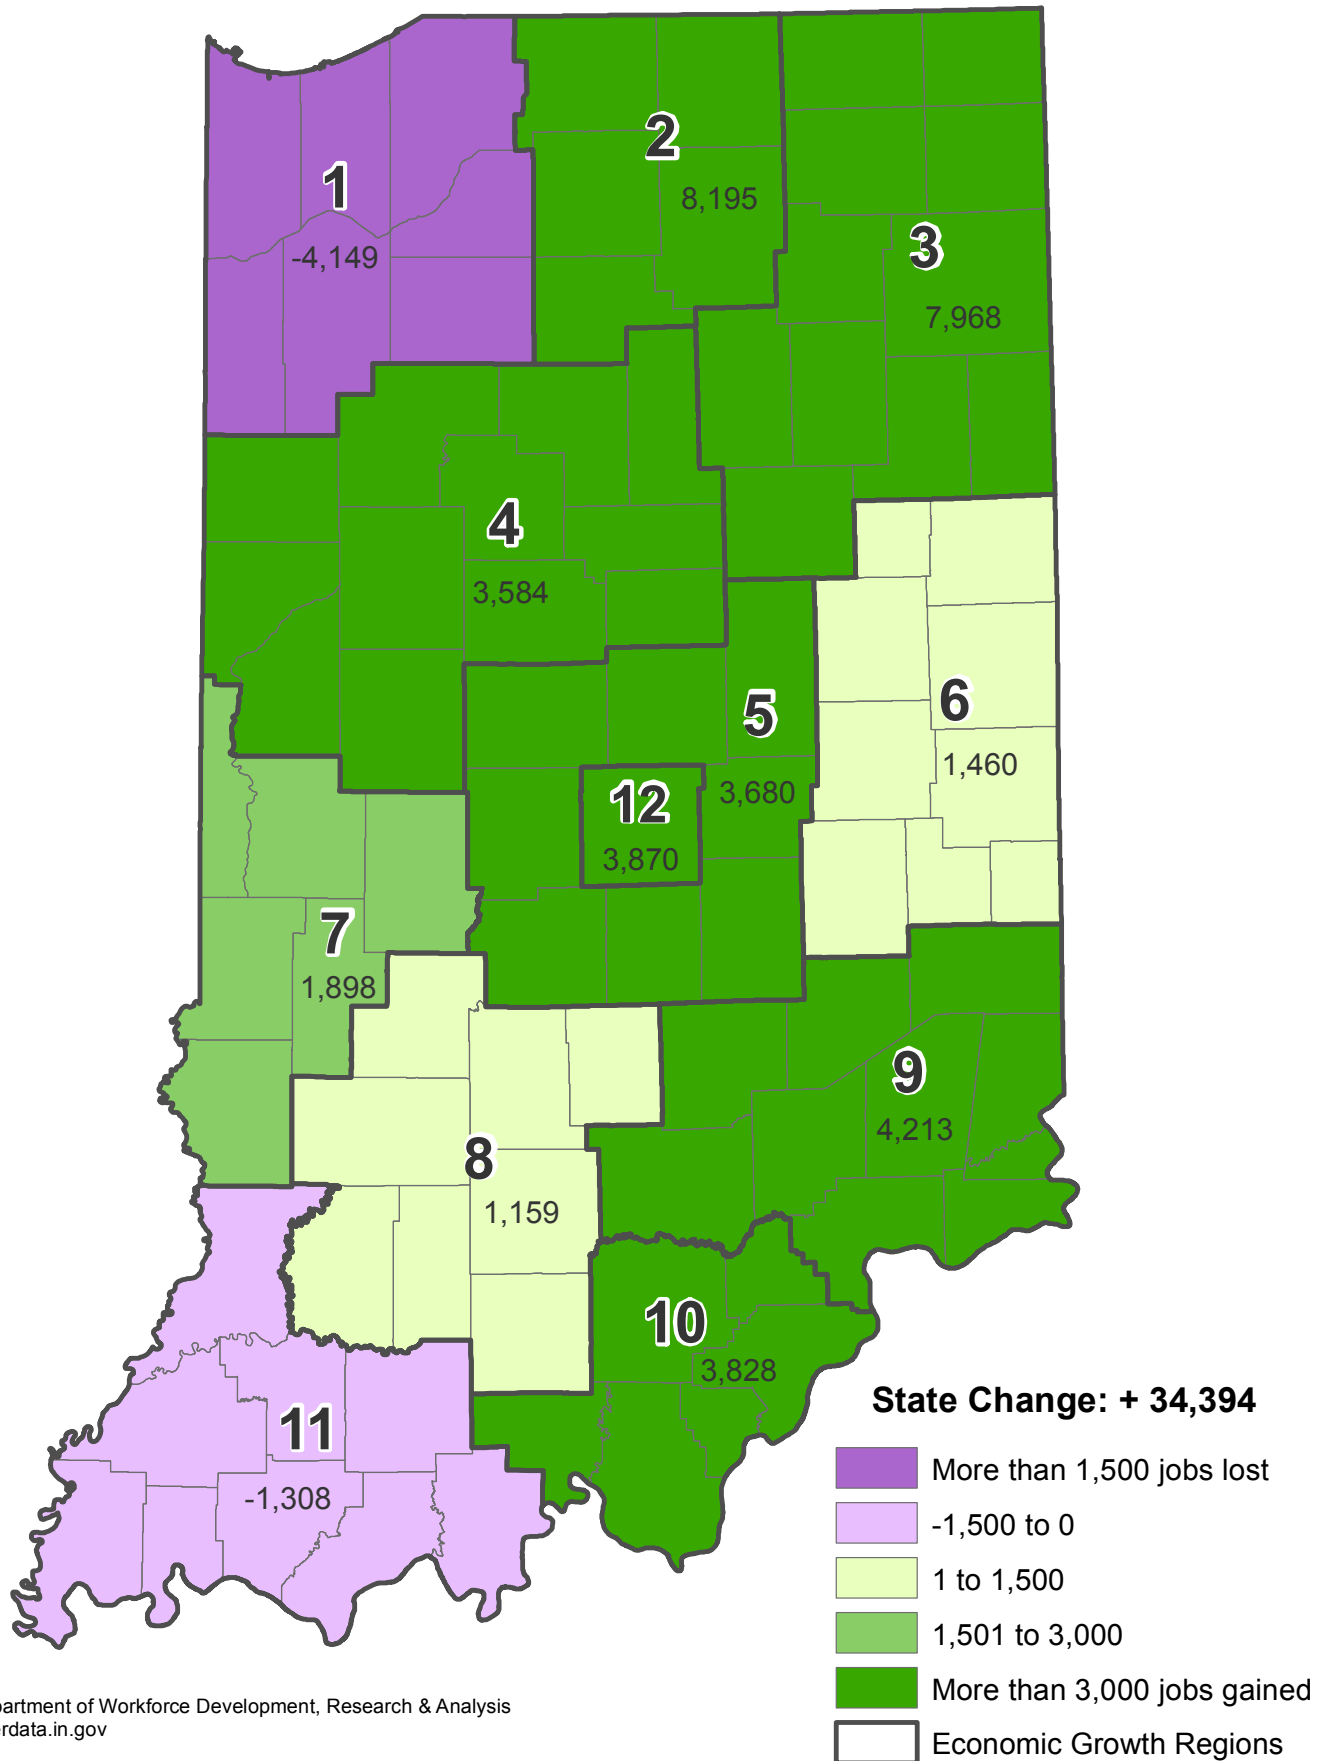 1
-4,149
2
8,195
3
7,968
4
3,584
5
3,680
6
1,460
12
3,870
7
1,898
8
1,159
9
4,213
10
3,828
11
-1,308
State Change: + 34,394
More than 1,500 jobs lost
-1,500 to 0
1 to 1,500
1,501 to 3,000
More than 3,000 jobs gained
Economic Growth Regions
partment of Workforce Development, Research & Analysis
erdata.in.gov